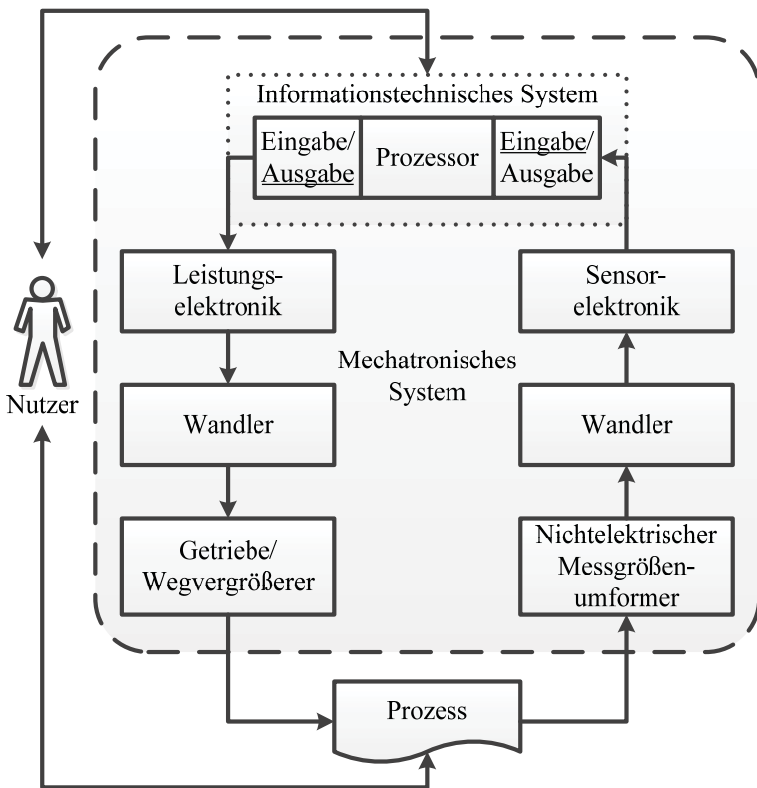 Informationstechnisches System
Eingabe/
Ausgabe
Prozessor
Eingabe/
Ausgabe
Leistungs-
elektronik
Sensor-
elektronik
Mechatronisches
System
Nutzer
Wandler
Wandler
Getriebe/
Wegvergrößerer
Nichtelektrischer
Messgrößen-
umformer
Prozess